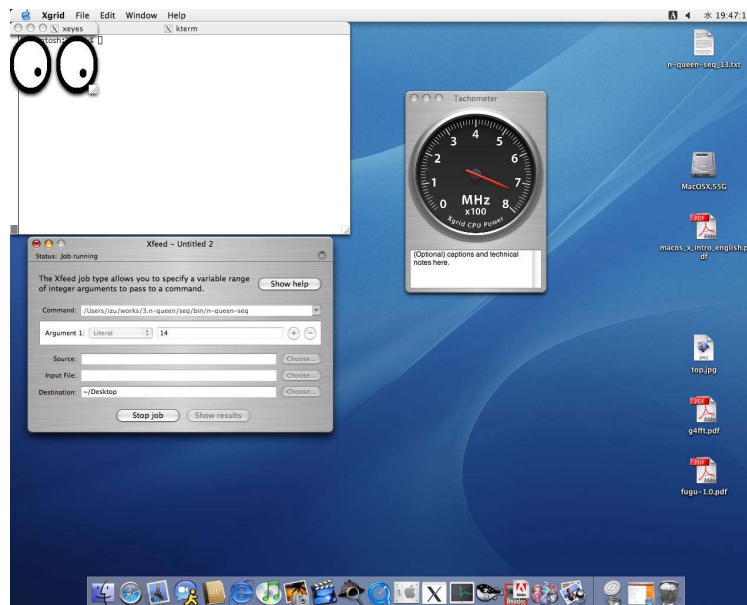 Xgrid File Edit Window Help
水 19:47:1
xeyes
kterm
n-queen-seq_13.txt
MacOSX.55G
macos_x_intro_english.p
df
top.jpg
g4fft.pdf
fugu-1.0.pdf
Tachometer
0 1 2 3 4 5 6 7 8
MHz
x100
Xgrid CPU Power
(Optional) captions and technical
notes here.
Xfeed - Untitled 2
Status: Job running
The Xfeed job type allows you to specify a variable range
of integer arguments to pass to a command.
Show help
Command: /Users/izu/works/3.n-queen/seq/bin/n-queen-seq
Argument 1: Literal 14
Source: Choose...
Input File: Choose...
Destination: ~/Desktop Choose...
Stop job Show results